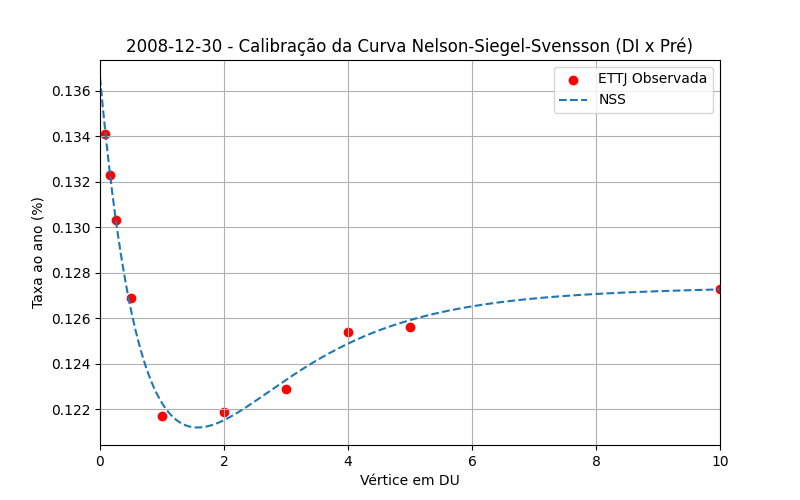 2008-12-30 - Calibração da Curva Nelson-Siegel-Svensson (DI x Pré)
ETTJ Observada
NSS
Taxa ao ano (%)
0.136
0.134
0.132
0.130
0.128
0.126
0.124
0.122
0 2 4 6 8 10
Vértice em DU